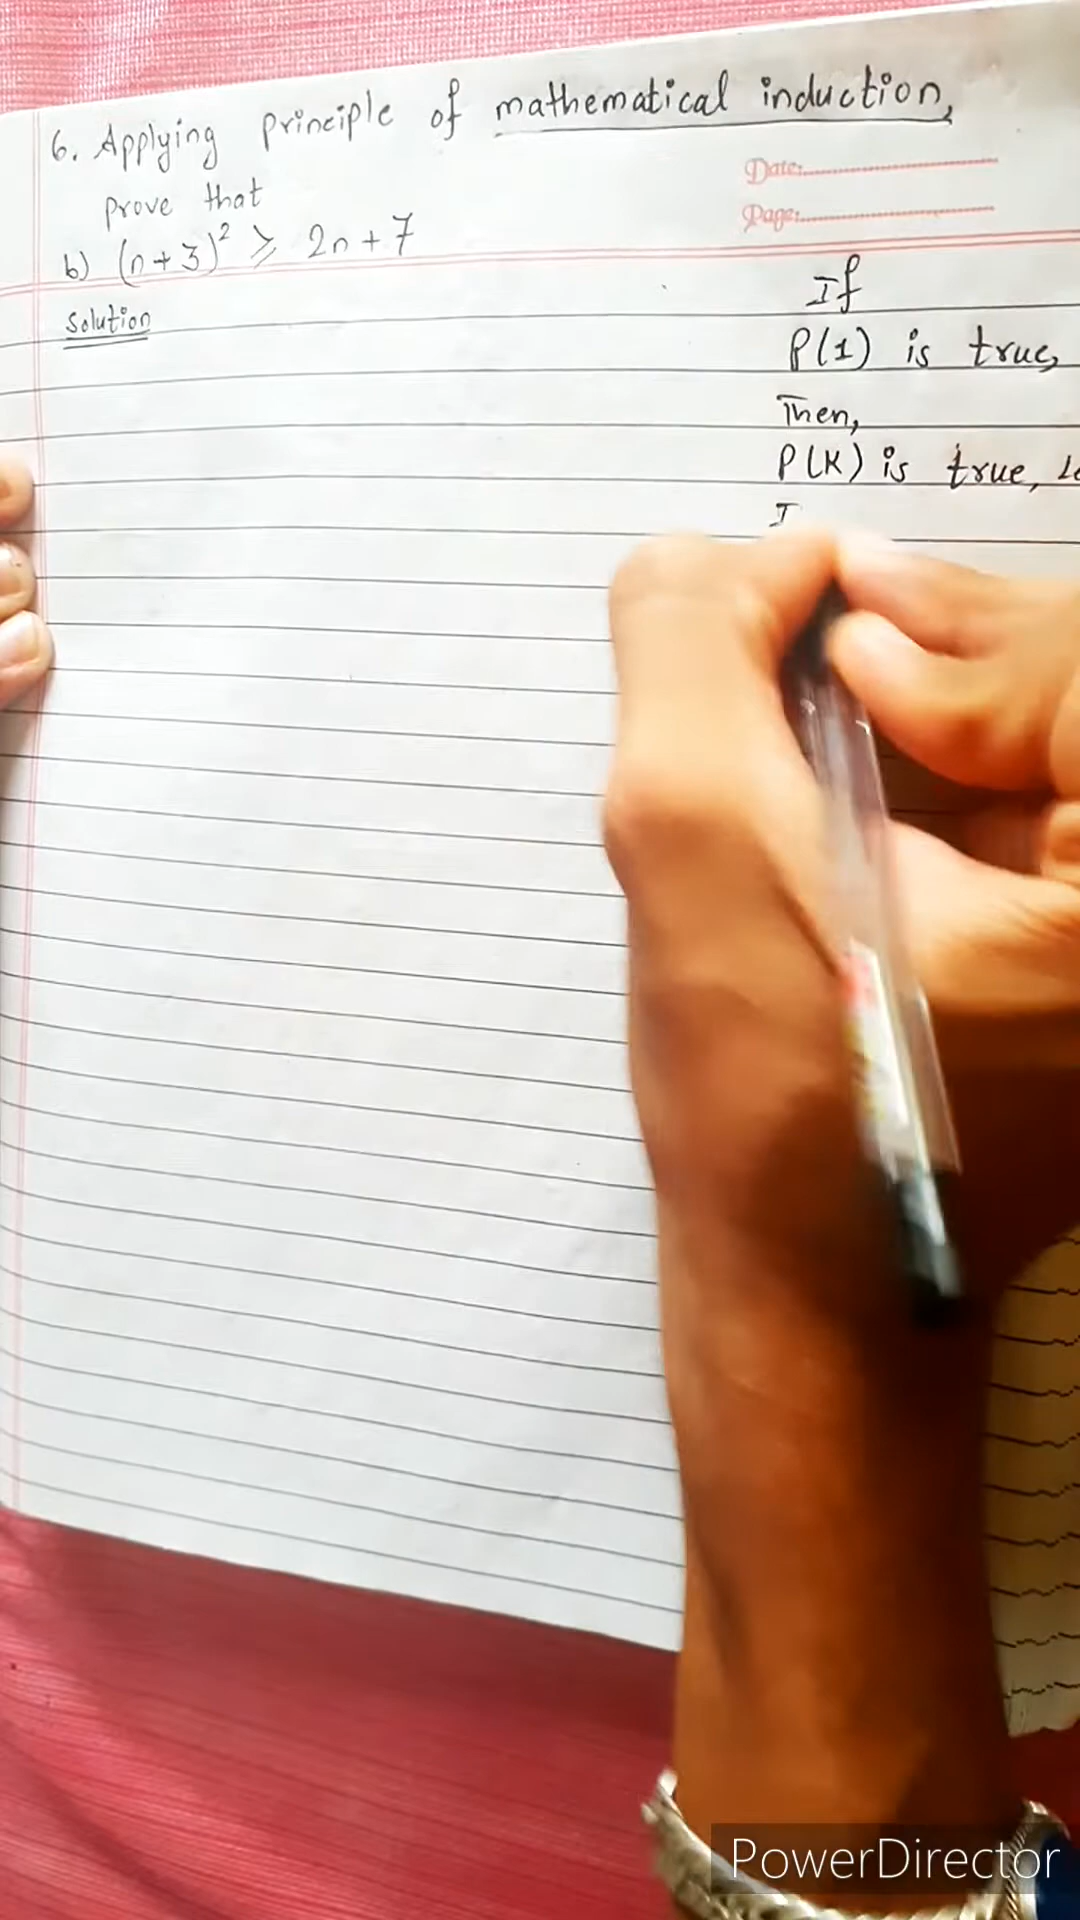 6. Applying principle of mathematical induction,
prove that
b) (n+3)² ≥ 2n+7
Solution
Date:
Page:
If
P(1) is true,
Then,
P(K) is true,
I
PowerDirector